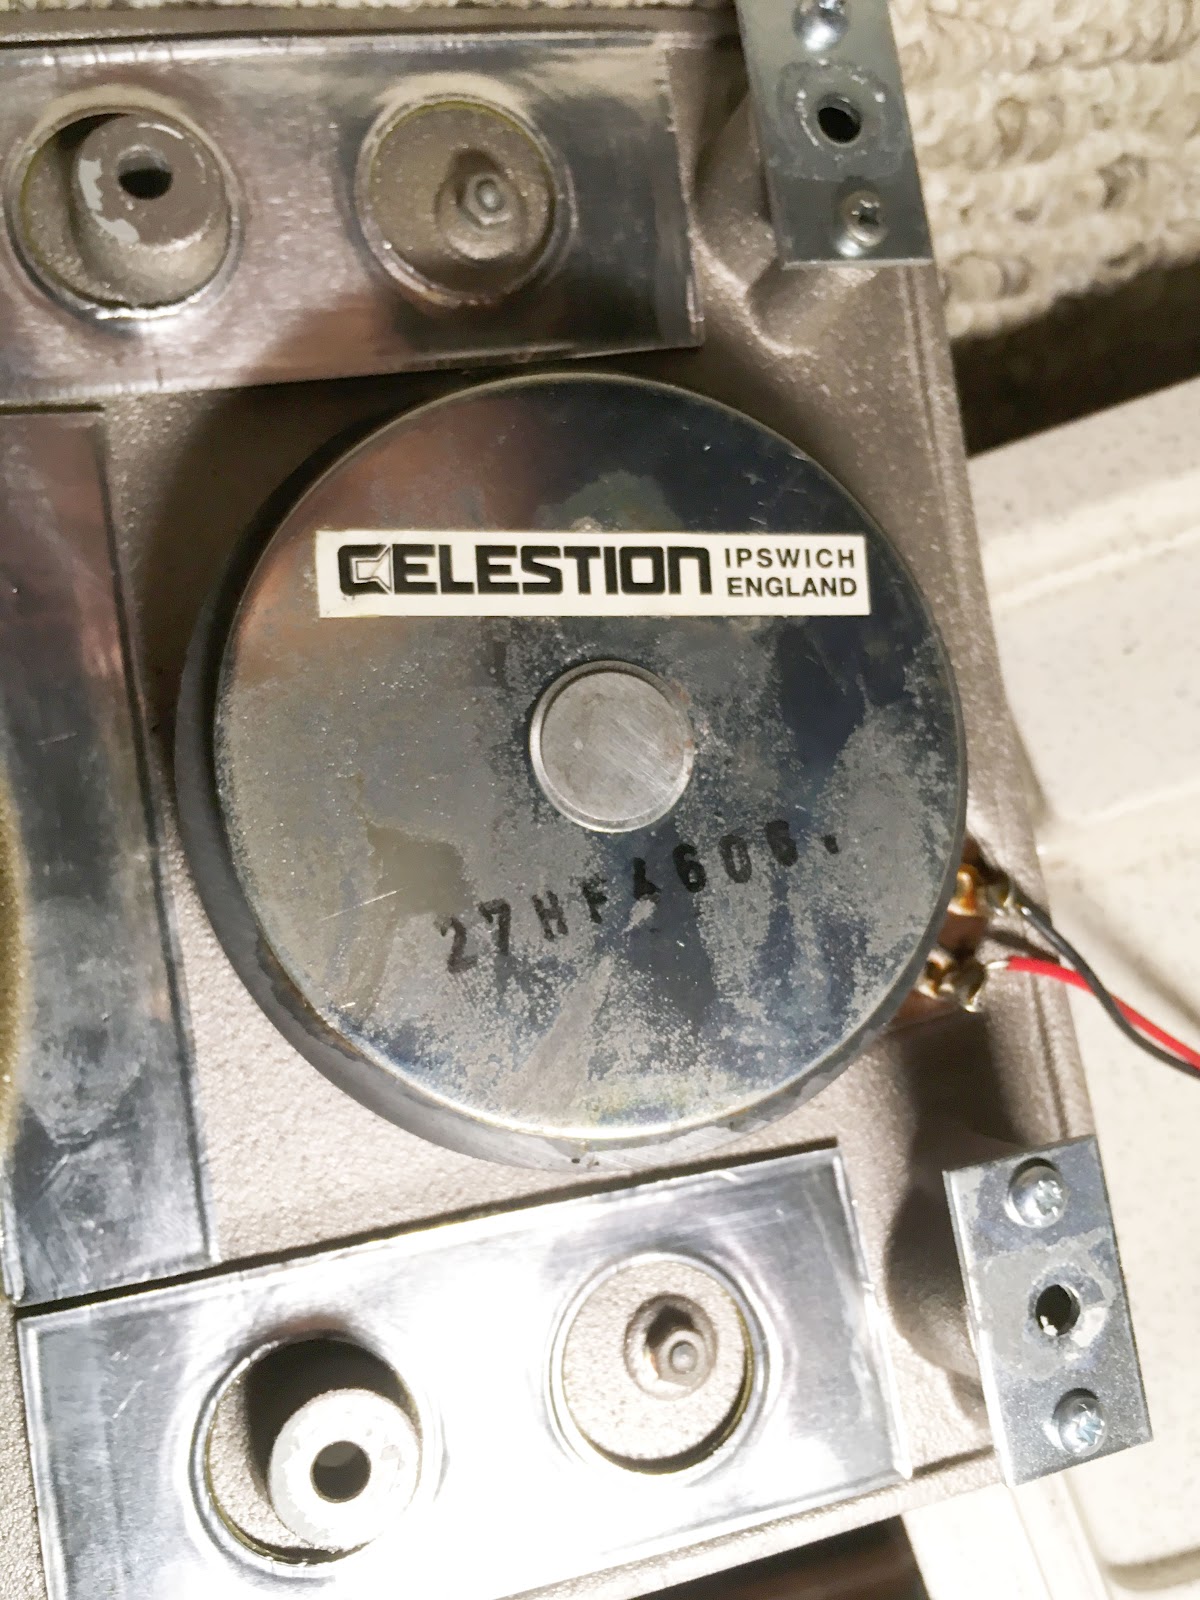 CELESTION
IPSWICH
ENGLAND
27HF4606.